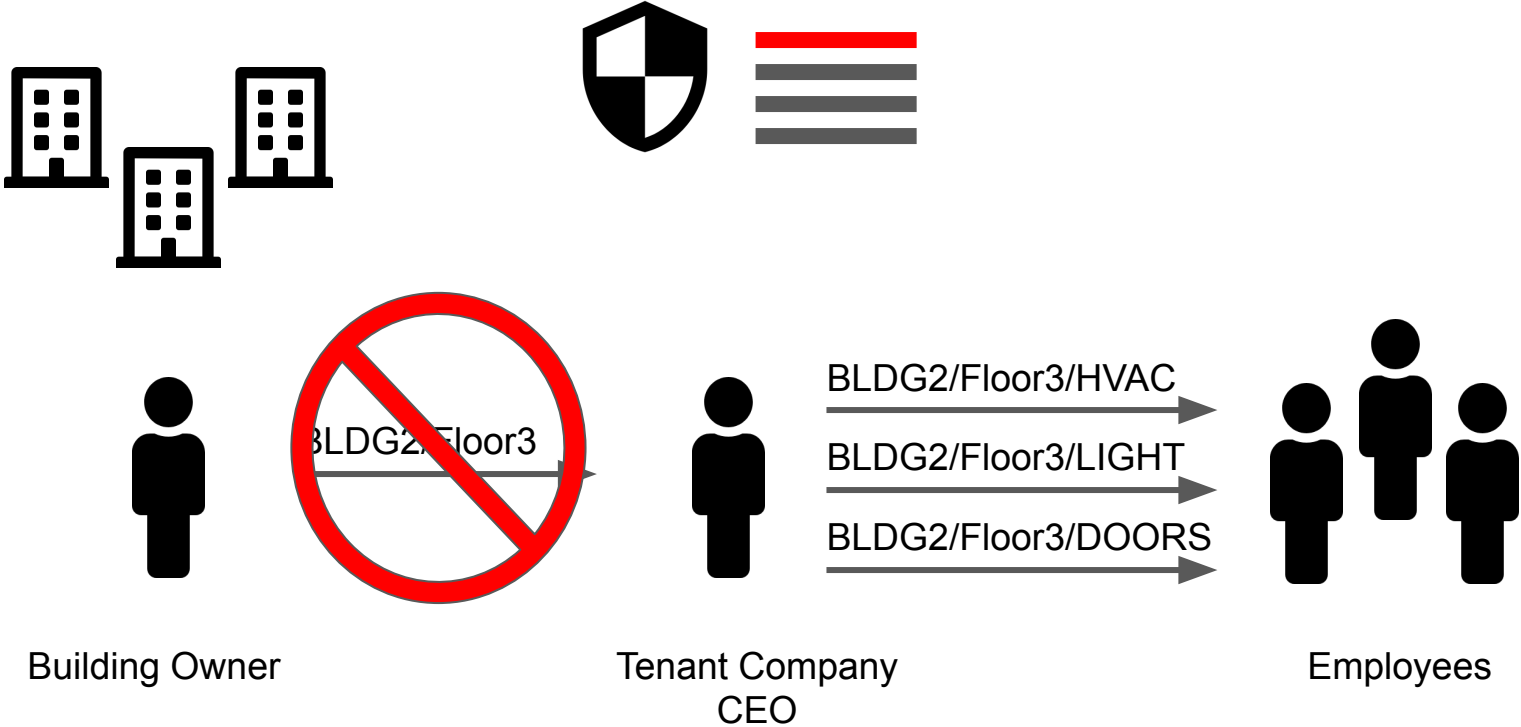 BLDG2/Floor3/HVAC
BLDG2/Floor3
BLDG2/Floor3/LIGHT
BLDG2/Floor3/DOORS
Building Owner
Tenant Company
CEO
Employees